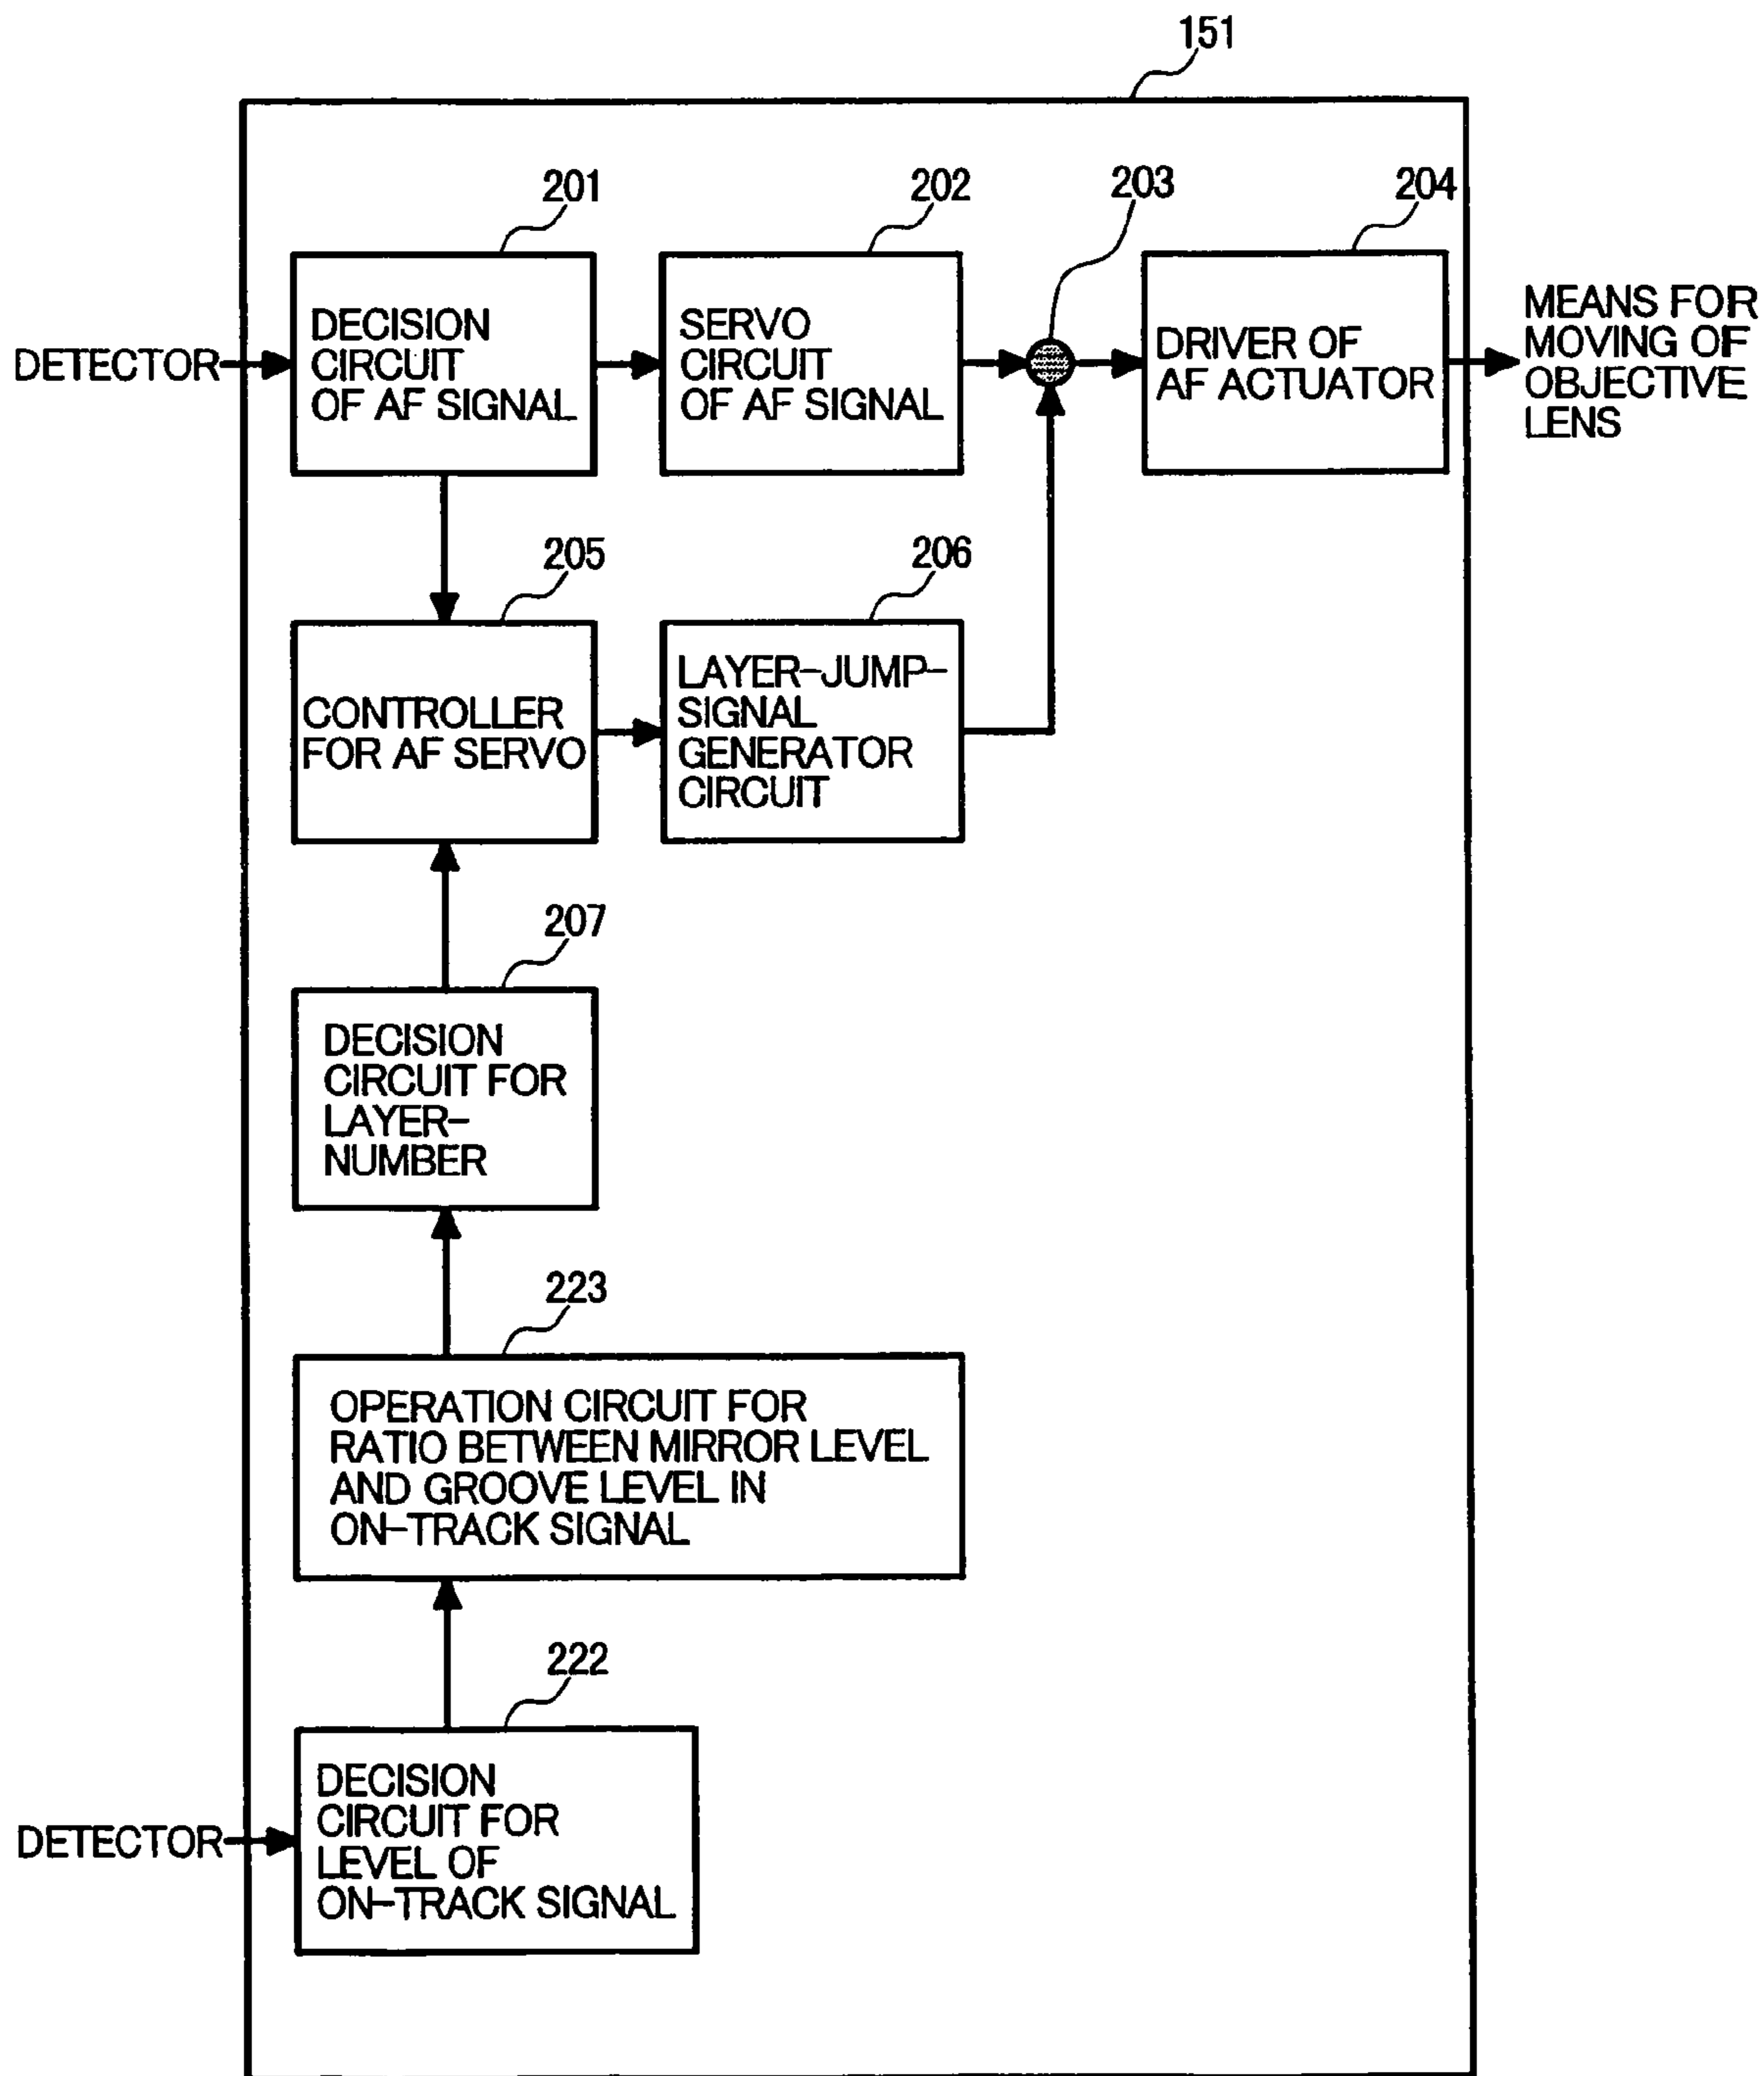 151
201
202
203
204
DETECTOR
DECISION
CIRCUIT
OF AF SIGNAL
SERVO
CIRCUIT
OF AF SIGNAL
DRIVER OF
AF ACTUATOR
MEANS FOR
MOVING OF
OBJECTIVE
LENS
205
206
CONTROLLER
FOR AF SERVO
LAYER-JUMP-
SIGNAL
GENERATOR
CIRCUIT
207
DECISION
CIRCUIT FOR
LAYER-
NUMBER
223
OPERATION CIRCUIT FOR
RATIO BETWEEN MIRROR LEVEL
AND GROOVE LEVEL IN
ON-TRACK SIGNAL
222
DETECTOR
DECISION
CIRCUIT FOR
LEVEL OF
ON-TRACK SIGNAL